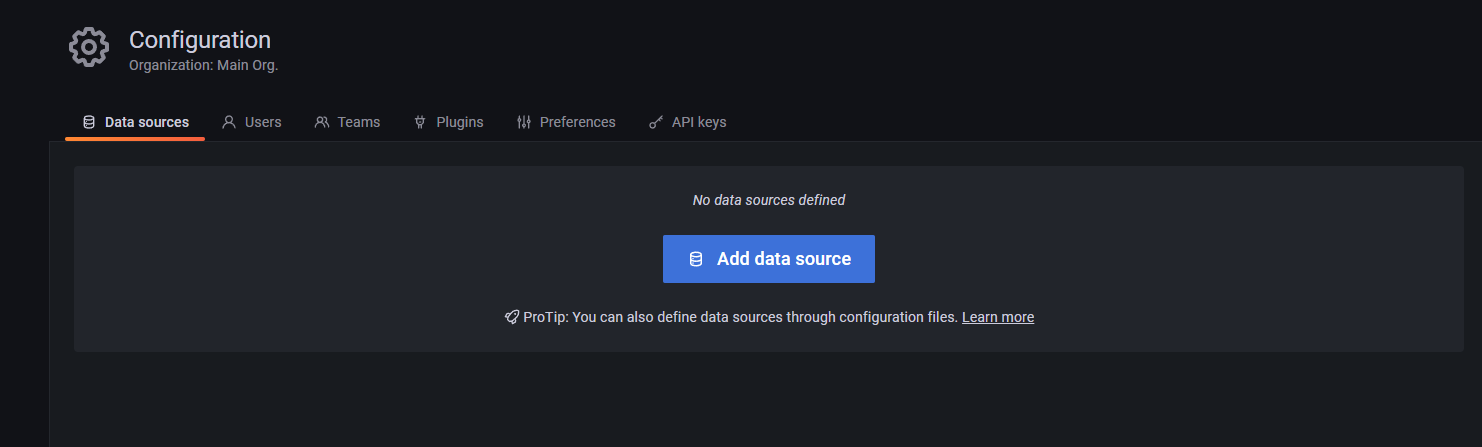 Configuration
Organization: Main Org.
Data sources Users Teams Plugins Preferences API keys
No data sources defined
Add data source
ProTip: You can also define data sources through configuration files. Learn more